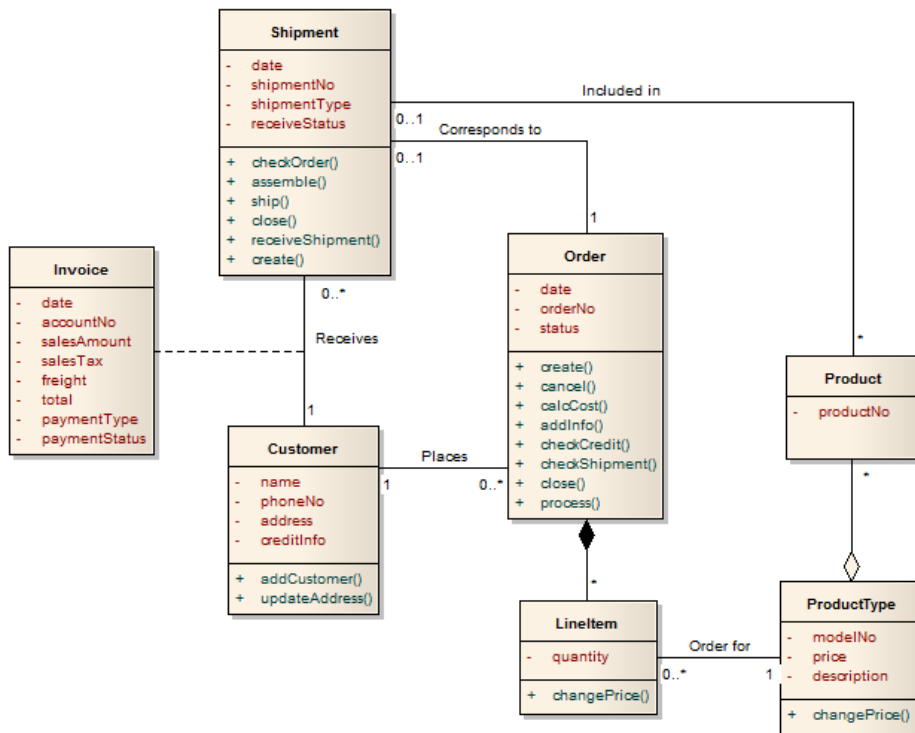 Shipment
- date
- shipmentNo
- shipmentType
- receiveStatus
+ checkOrder()
+ assemble()
+ ship()
+ close()
+ receiveShipment()
+ create()
Included in
0..1
*
Corresponds to
0..1
1
Invoice
- date
- accountNo
- salesAmount
- salesTax
- freight
- total
- paymentType
- paymentStatus
0..*
Receives
1
Order
- date
- orderNo
- status
+ create()
+ cancel()
+ calcCost()
+ addInfo()
+ checkCredit()
+ checkShipment()
+ close()
+ process()
Product
- productNo
*
Customer
- name
- phoneNo
- address
- creditInfo
+ addCustomer()
+ updateAddress()
Places
1
0..*
*
LineItem
- quantity
+ changePrice()
Order for
0..*
1
ProductType
- modelNo
- price
- description
+ changePrice()